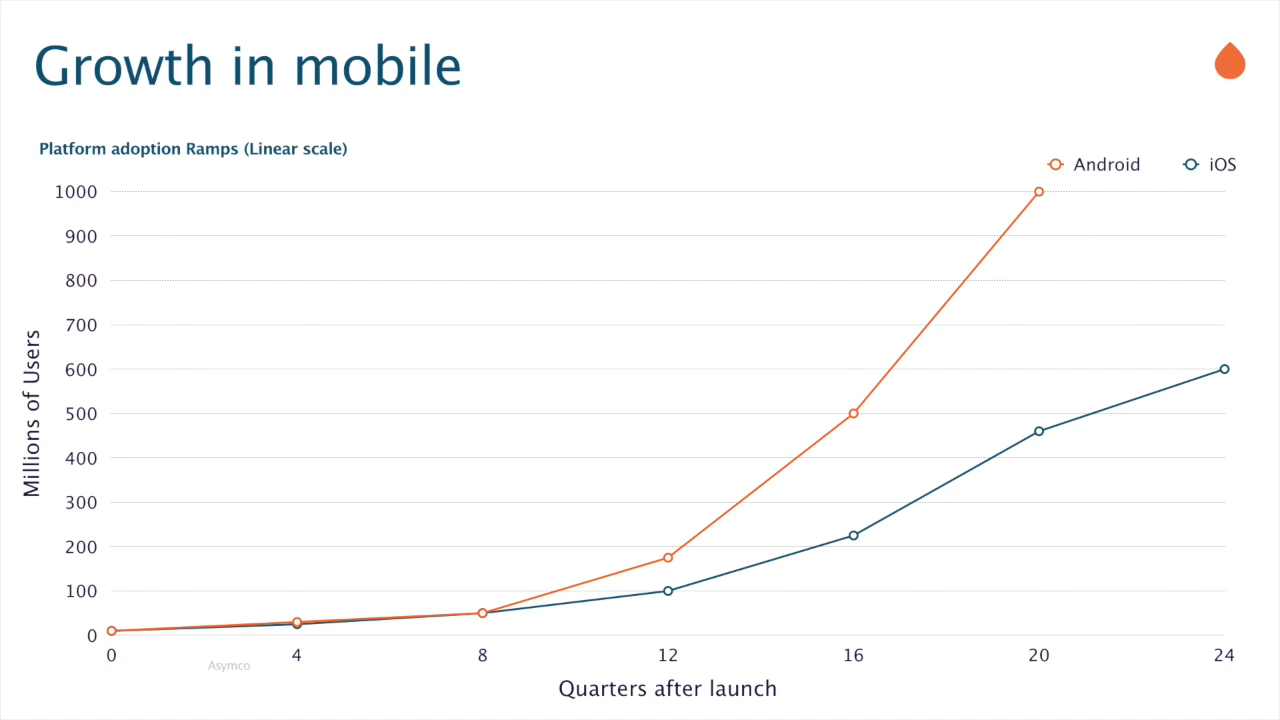 Growth in mobile
Platform adoption Ramps (Linear scale)
Android
iOS
1000
900
800
700
600
500
400
300
200
100
0
Millions of Users
0
4
8
12
16
20
24
Asymco
Quarters after launch